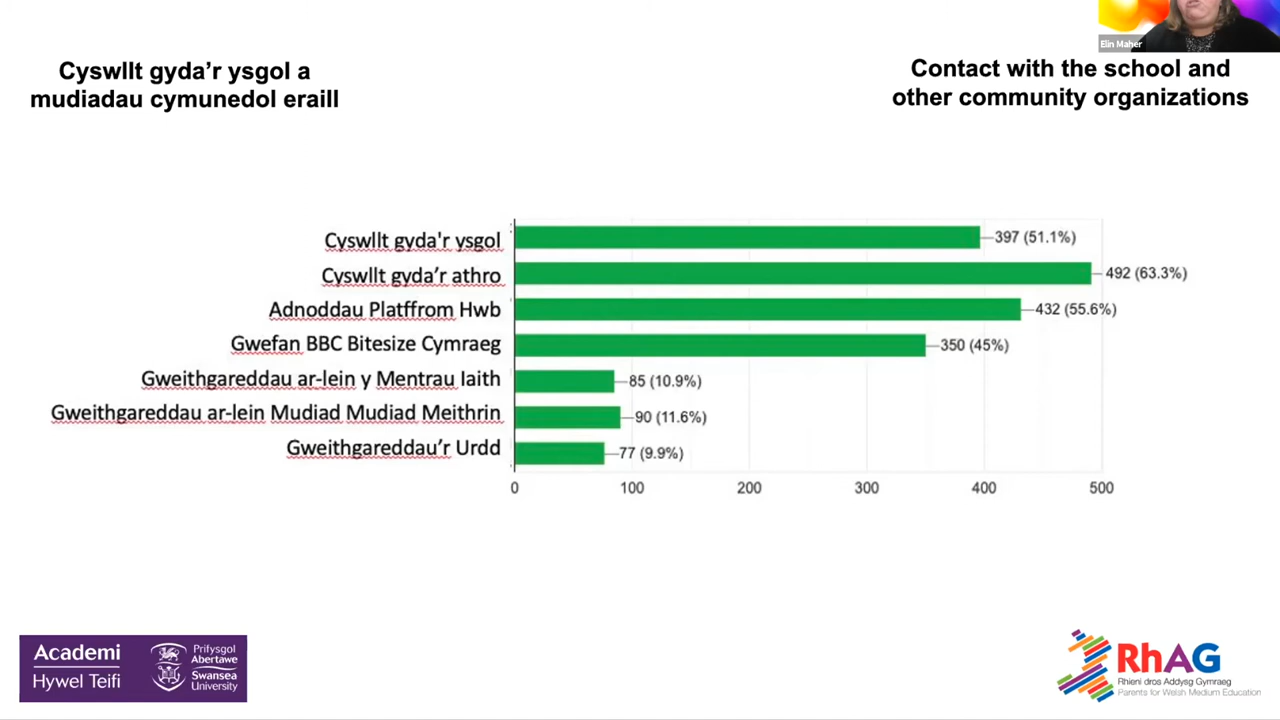 Elin Maher
Cyswllt gyda’r ysgol a
mudiadau cymunedol eraill
Contact with the school and
other community organizations
Cyswllt gyda'r ysgol
397 (51.1%)
Cyswllt gyda’r athro
492 (63.3%)
Adnoddau Platffrom Hwb
432 (55.6%)
Gwefan BBC Bitesize Cymraeg
350 (45%)
Gweithgareddau ar-lein y Mentrau Iaith
85 (10.9%)
Gweithgareddau ar-lein Mudiad Mudiad Meithrin
90 (11.6%)
Gweithgareddau’r Urdd
77 (9.9%)
0 100 200 300 400 500
Academi
Hywel Teifi
Prifysgol
Abertawe
Swansea
University
RhAG
Rhieni dros Addysg Gymraeg
Parents for Welsh Medium Education